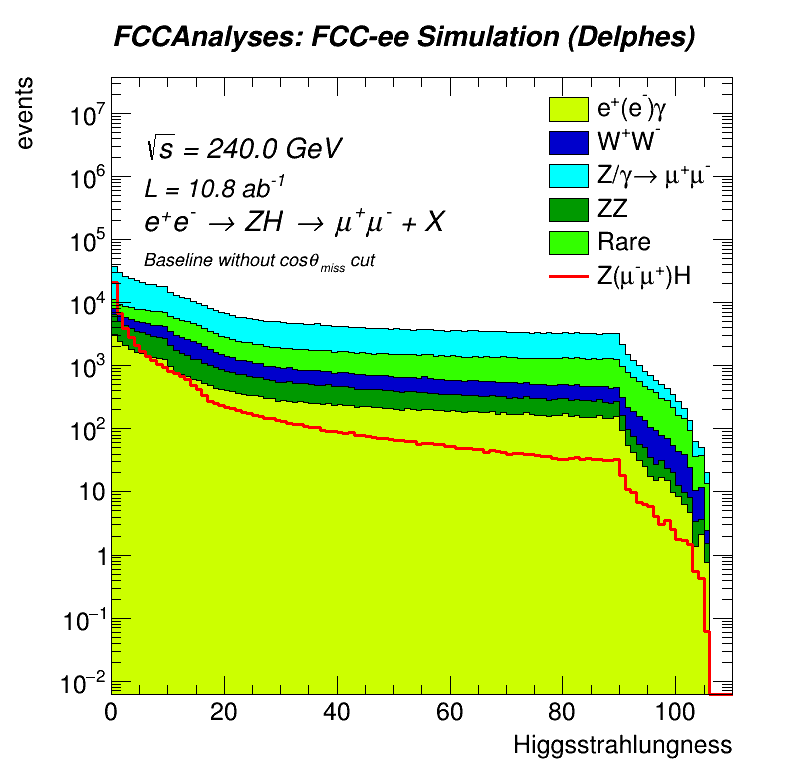 FCCAnalyses: FCC-ee Simulation (Delphes)
events
10⁷
10⁶
10⁵
10⁴
10³
10²
10
1
10⁻¹
10⁻²
√s = 240.0 GeV
L = 10.8 ab⁻¹
e⁺e⁻ → ZH → μ⁺μ⁻ + X
Baseline without cosθ_miss cut
e⁺(e⁻)γ
W⁺W⁻
Z/γ→ μ⁺μ⁻
ZZ
Rare
Z(μ⁻μ⁺)H
0 20 40 60 80 100
Higgsstrahlungness